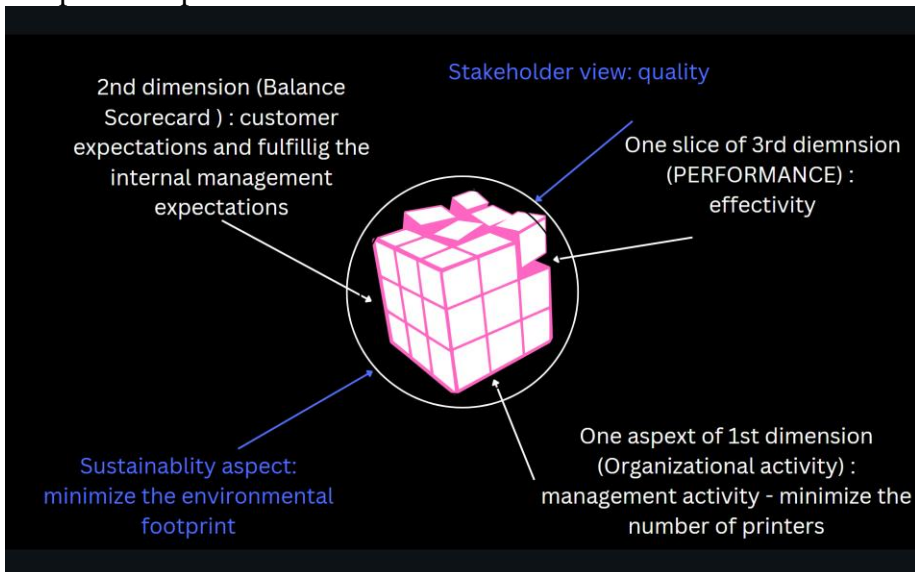 Stakeholder view: quality
2nd dimension (Balance
Scorecard ) : customer
expectations and fulfillig the
internal management
expectations
One slice of 3rd diemnsion
(PERFORMANCE) :
effectivity
Sustainablity aspect:
minimize the environmental
footprint
One aspext of 1st dimension
(Organizational activity) :
management activity - minimize the
number of printers